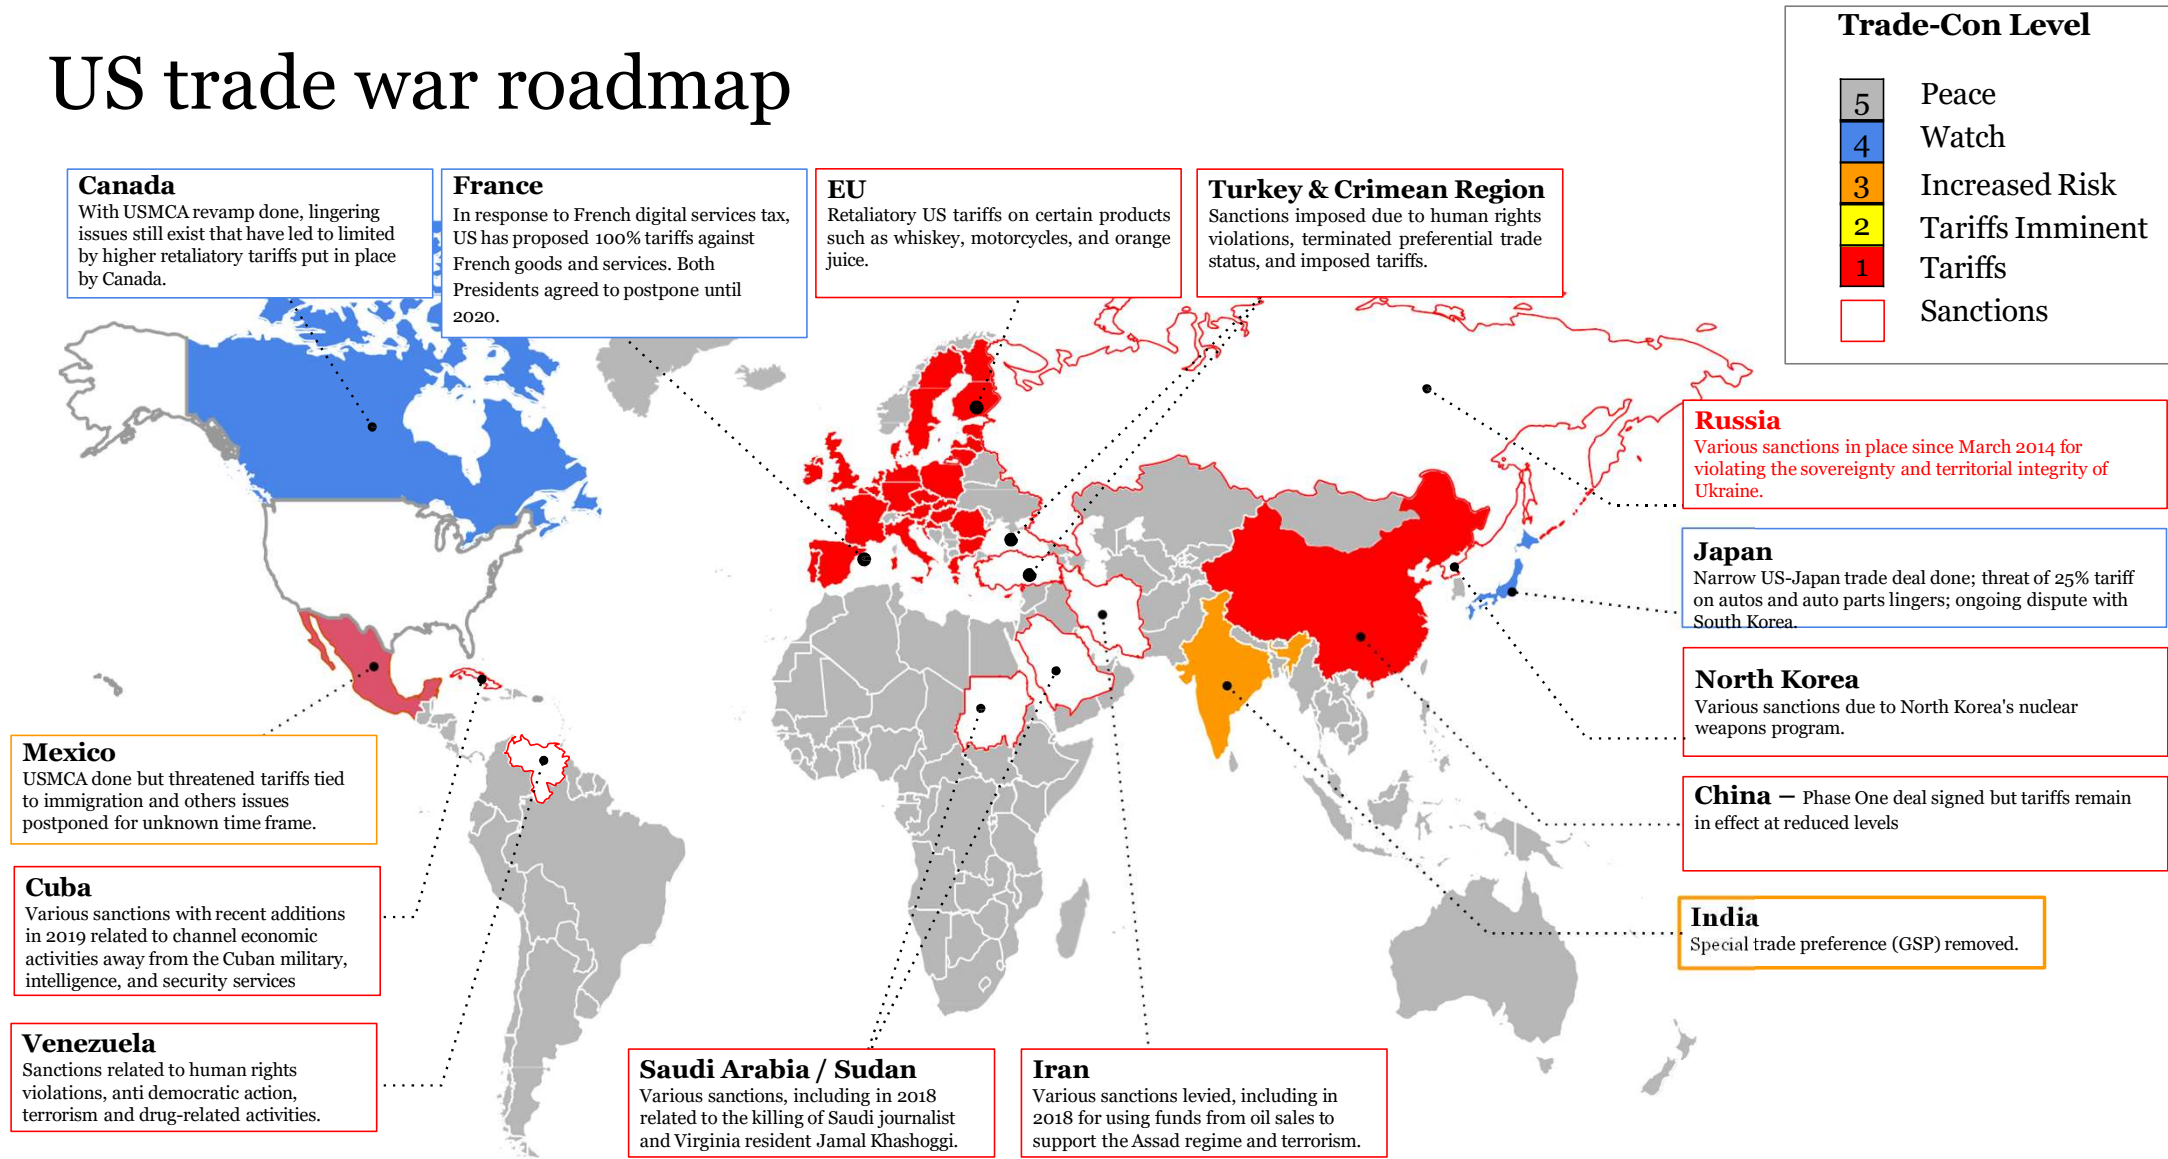 US trade war roadmap
Trade-Con Level
5 Peace
4 Watch
3 Increased Risk
2 Tariffs Imminent
1 Tariffs
Sanctions
Canada
With USMCA revamp done, lingering
issues still exist that have led to limited
by higher retaliatory tariffs put in place
by Canada.
France
In response to French digital services tax,
US has proposed 100% tariffs against
French goods and services. Both
Presidents agreed to postpone until
2020.
EU
Retaliatory US tariffs on certain products
such as whiskey, motorcycles, and orange
juice.
Turkey & Crimean Region
Sanctions imposed due to human rights
violations, terminated preferential trade
status, and imposed tariffs.
Russia
Various sanctions in place since March 2014 for
violating the sovereignty and territorial integrity of
Ukraine.
Japan
Narrow US-Japan trade deal done; threat of 25% tariff
on autos and auto parts lingers; ongoing dispute with
South Korea.
North Korea
Various sanctions due to North Korea's nuclear
weapons program.
China – Phase One deal signed but tariffs remain
in effect at reduced levels
India
Special trade preference (GSP) removed.
Mexico
USMCA done but threatened tariffs tied
to immigration and others issues
postponed for unknown time frame.
Cuba
Various sanctions with recent additions
in 2019 related to channel economic
activities away from the Cuban military,
intelligence, and security services
Venezuela
Sanctions related to human rights
violations, anti democratic action,
terrorism and drug-related activities.
Saudi Arabia / Sudan
Various sanctions, including in 2018
related to the killing of Saudi journalist
and Virginia resident Jamal Khashoggi.
Iran
Various sanctions levied, including in
2018 for using funds from oil sales to
support the Assad regime and terrorism.